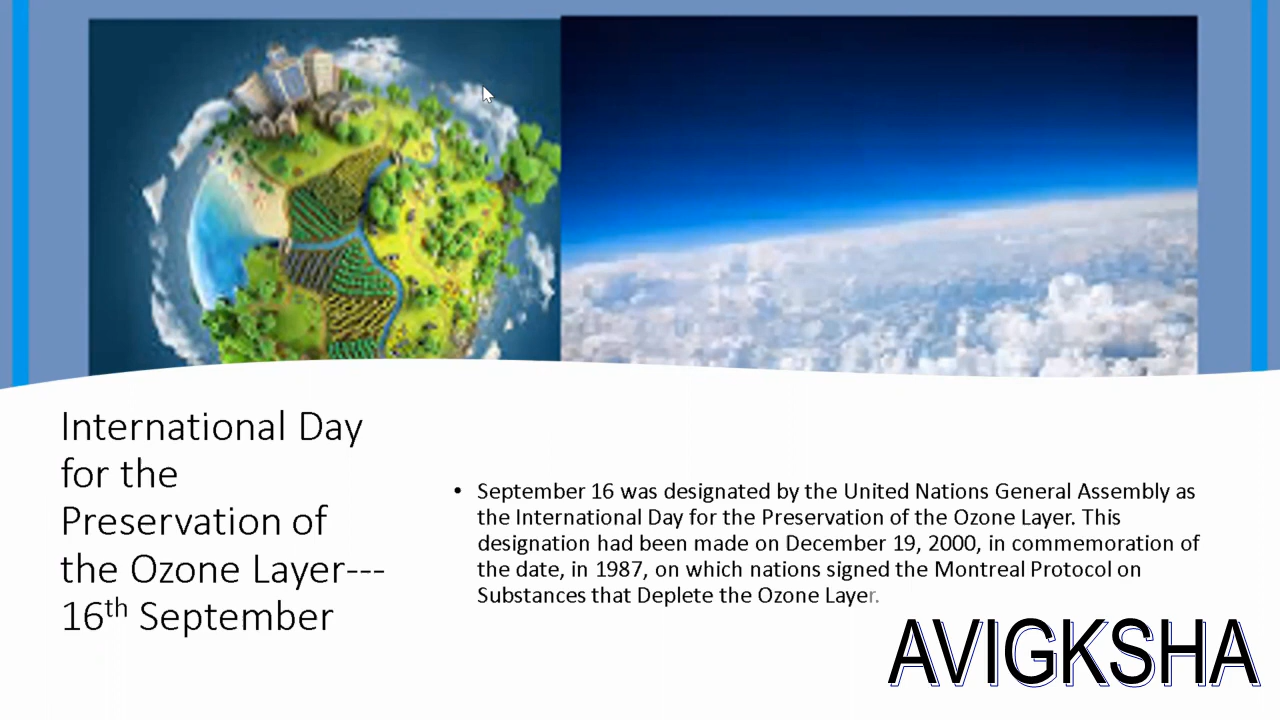 International Day
for the
Preservation of
the Ozone Layer---
16th September
• September 16 was designated by the United Nations General Assembly as
the International Day for the Preservation of the Ozone Layer. This
designation had been made on December 19, 2000, in commemoration of
the date, in 1987, on which nations signed the Montreal Protocol on
Substances that Deplete the Ozone Layer.
AVIGKSHA